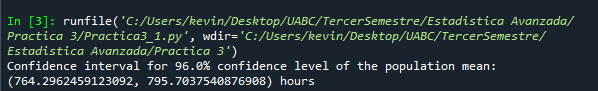 In [3]: runfile('C:/Users/kevin/Desktop/UABC/TercerSemestre/Estadistica Avanzada/
Practica 3/Practica3_1.py', wdir='C:/Users/kevin/Desktop/UABC/TercerSemestre/
Estadistica Avanzada/Practica 3')
Confidence interval for 96.0% confidence level of the population mean:
(764.2962459123092, 795.7037540876908) hours